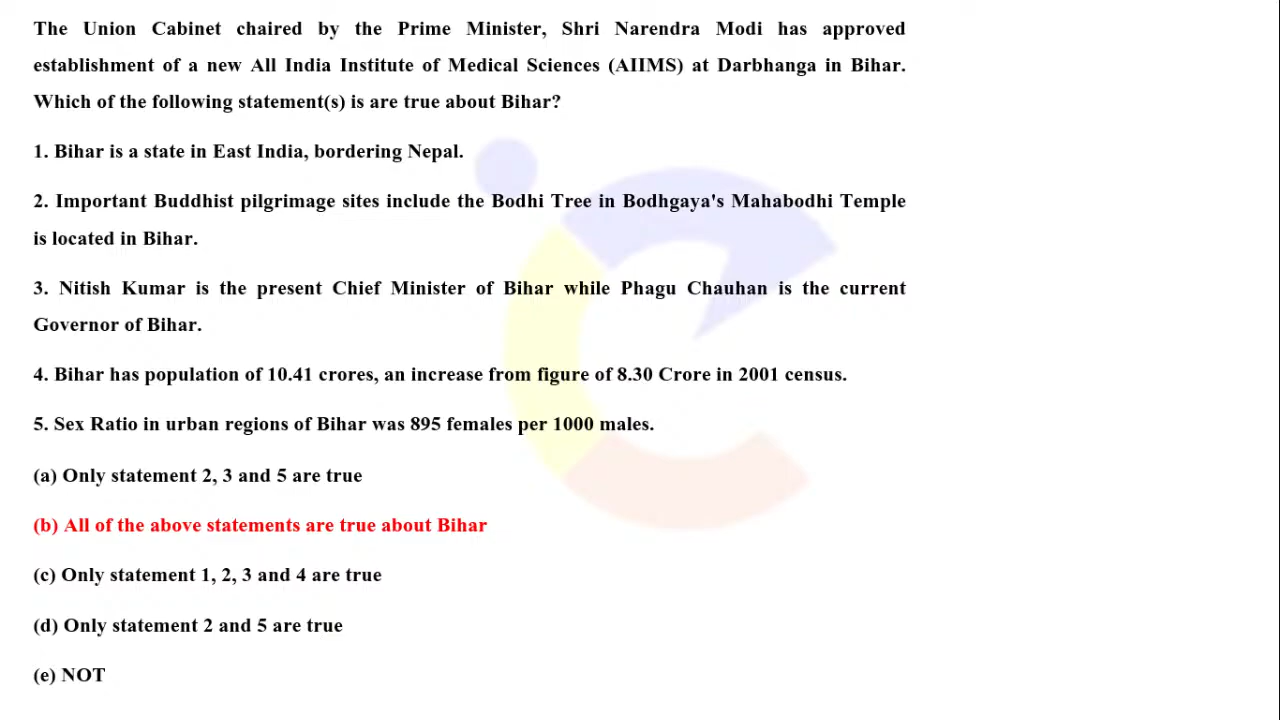 The Union Cabinet chaired by the Prime Minister, Shri Narendra Modi has approved
establishment of a new All India Institute of Medical Sciences (AIIMS) at Darbhanga in Bihar.
Which of the following statement(s) is are true about Bihar?
1. Bihar is a state in East India, bordering Nepal.
2. Important Buddhist pilgrimage sites include the Bodhi Tree in Bodhgaya's Mahabodhi Temple
is located in Bihar.
3. Nitish Kumar is the present Chief Minister of Bihar while Phagu Chauhan is the current
Governor of Bihar.
4. Bihar has population of 10.41 crores, an increase from figure of 8.30 Crore in 2001 census.
5. Sex Ratio in urban regions of Bihar was 895 females per 1000 males.
(a) Only statement 2, 3 and 5 are true
(b) All of the above statements are true about Bihar
(c) Only statement 1, 2, 3 and 4 are true
(d) Only statement 2 and 5 are true
(e) NOT